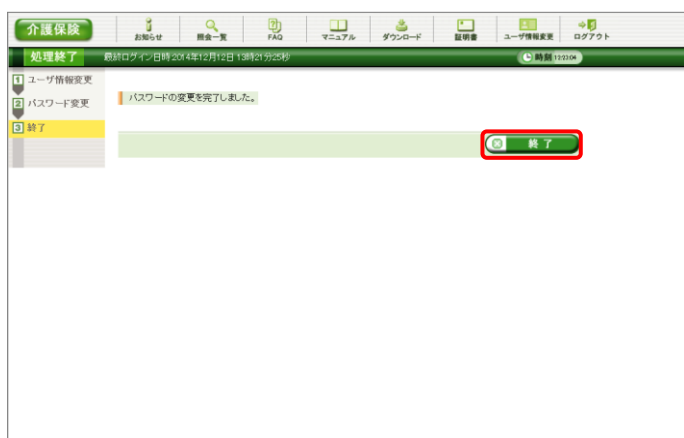 介護保険
お知らせ
照会一覧
FAQ
マニュアル
ダウンロード
証明書
ユーザ情報変更
ログアウト
処理終了
最終ログイン日時:2014年12月12日 13時21分25秒
時刻
1 ユーザ情報変更
2 パスワード変更
3 終了
パスワードの変更を完了しました。
終了